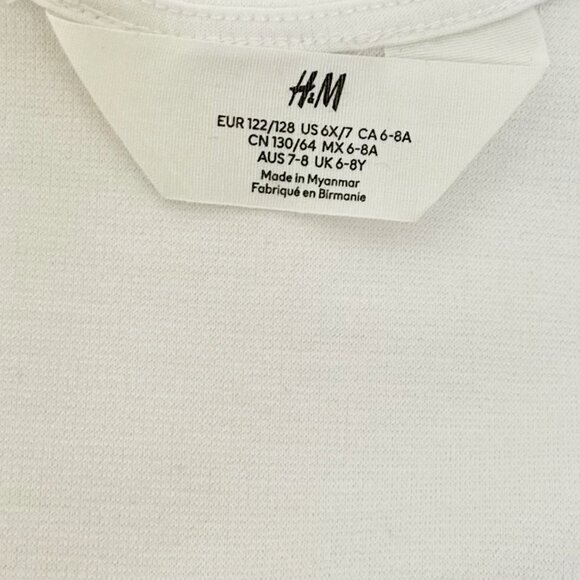 H&M
EUR 122/128 US 6X/7 CA 6-8A
CN 130/64 MX 6-8A
AUS 7-8 UK 6-8Y
Made in Myanmar
Fabriqué en Birmanie